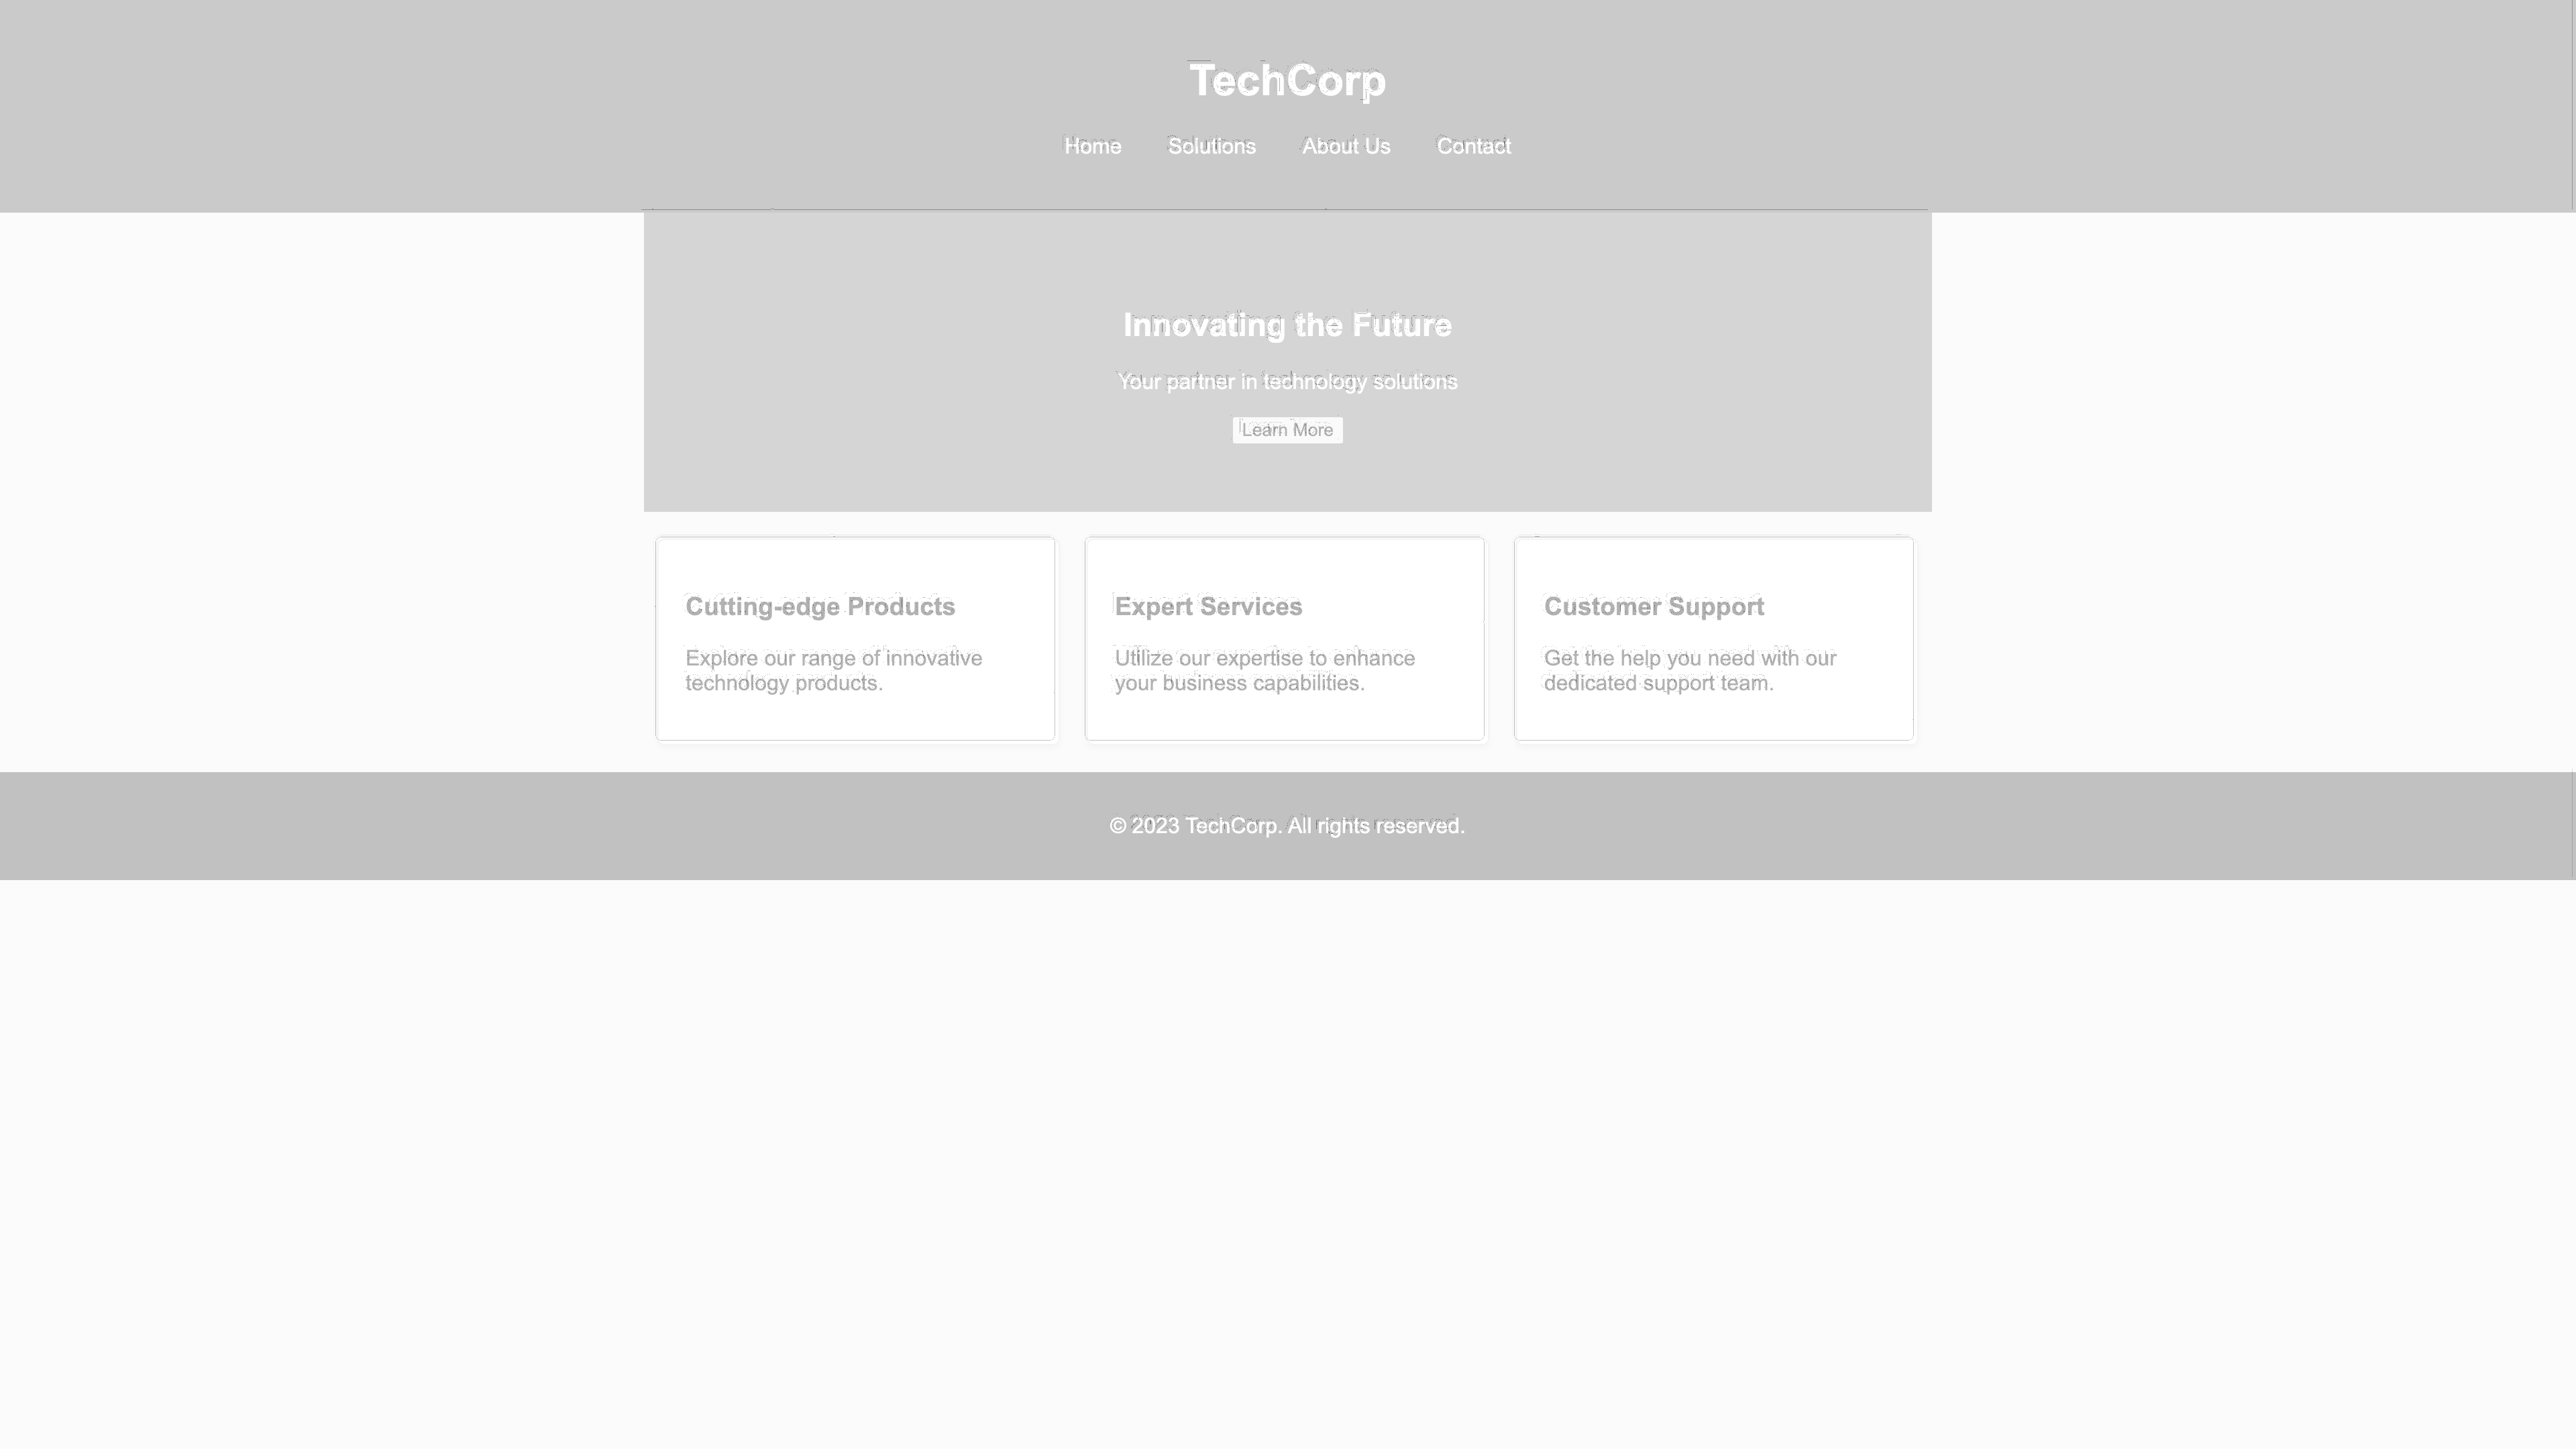 TechCorp
Home Solutions About Us Contact
Innovating the Future
Your partner in technology solutions
Learn More
Cutting-edge Products
Explore our range of innovative
technology products.
Expert Services
Utilize our expertise to enhance
your business capabilities.
Customer Support
Get the help you need with our
dedicated support team.
© 2023 TechCorp. All rights reserved.